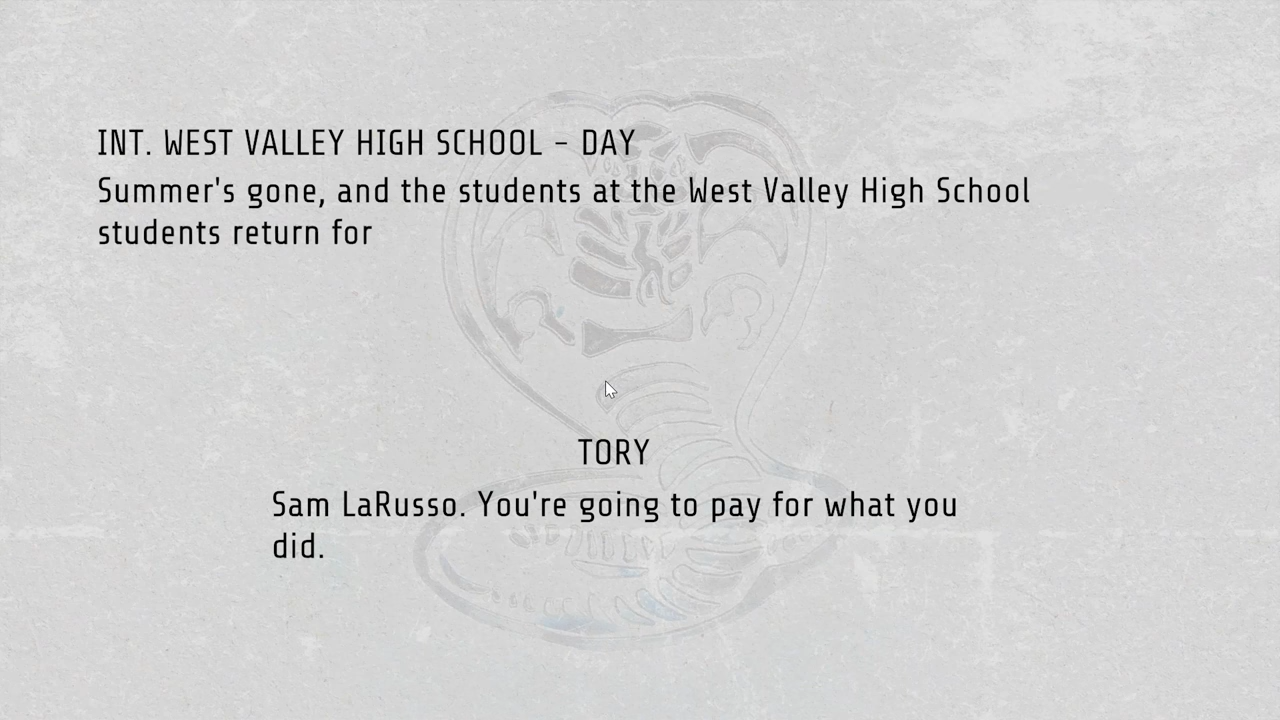 INT. WEST VALLEY HIGH SCHOOL - DAY
Summer's gone, and the students at the West Valley High School
students return for
TORY
Sam LaRusso. You're going to pay for what you
did.